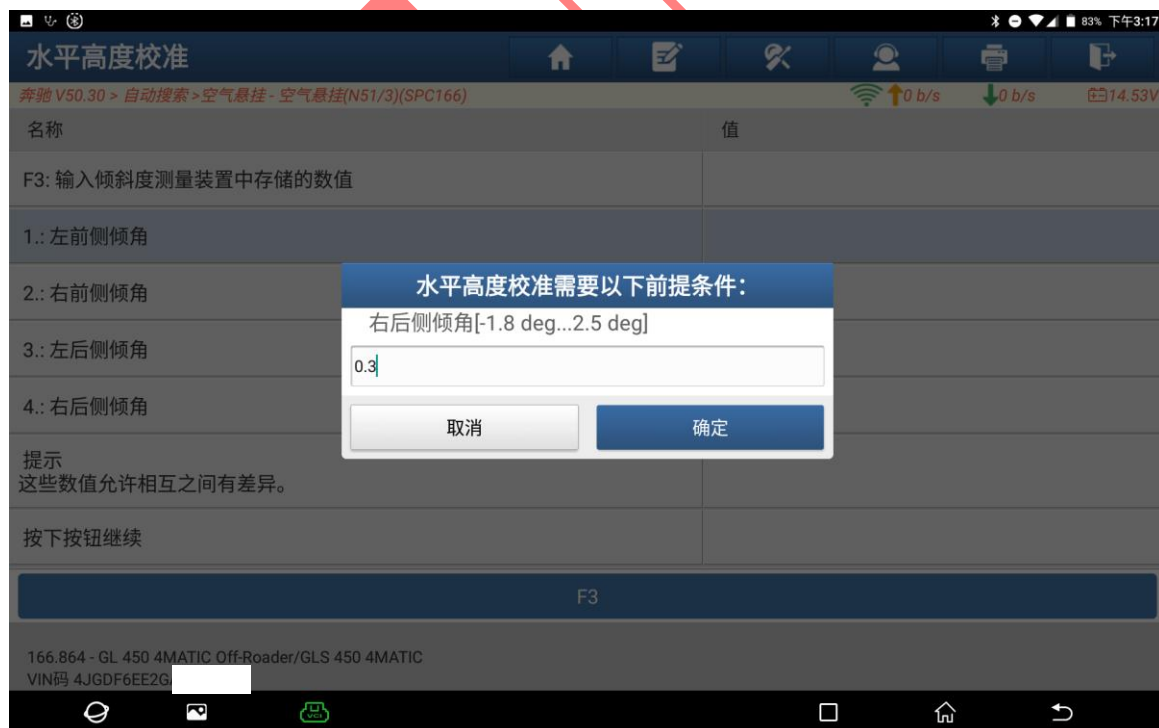 83% 下午3:17
水平高度校准
奔驰 V50.30 > 自动搜索 >空气悬挂 - 空气悬挂(N51/3)(SPC166)
0 b/s
0 b/s
14.53V
名称
值
F3: 输入倾斜度测量装置中存储的数值
1.: 左前侧倾角
2.: 右前侧倾角
3.: 左后侧倾角
4.: 右后侧倾角
水平高度校准需要以下前提条件：
右后侧倾角[-1.8 deg...2.5 deg]
0.3
取消
确定
提示
这些数值允许相互之间有差异。
按下按钮继续
F3
166.864 - GL 450 4MATIC Off-Roader/GLS 450 4MATIC
VIN码 4JGDF6EE2G
VCI